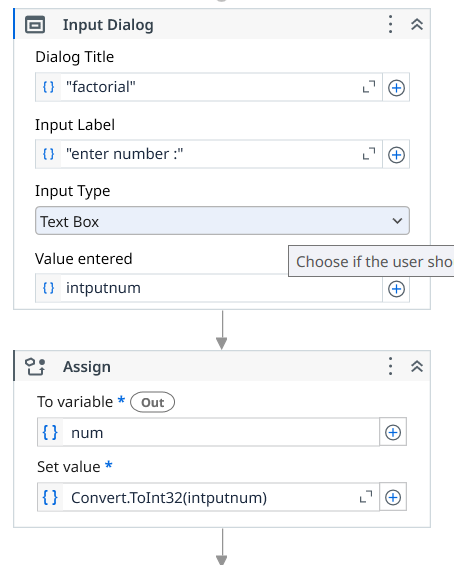 Input Dialog
Dialog Title
{} "factorial"
Input Label
{} "enter number :"
Input Type
Text Box
Choose if the user sho
Value entered
{} intputnum
Assign
To variable * Out
{} num
Set value *
{} Convert.ToInt32(intputnum)